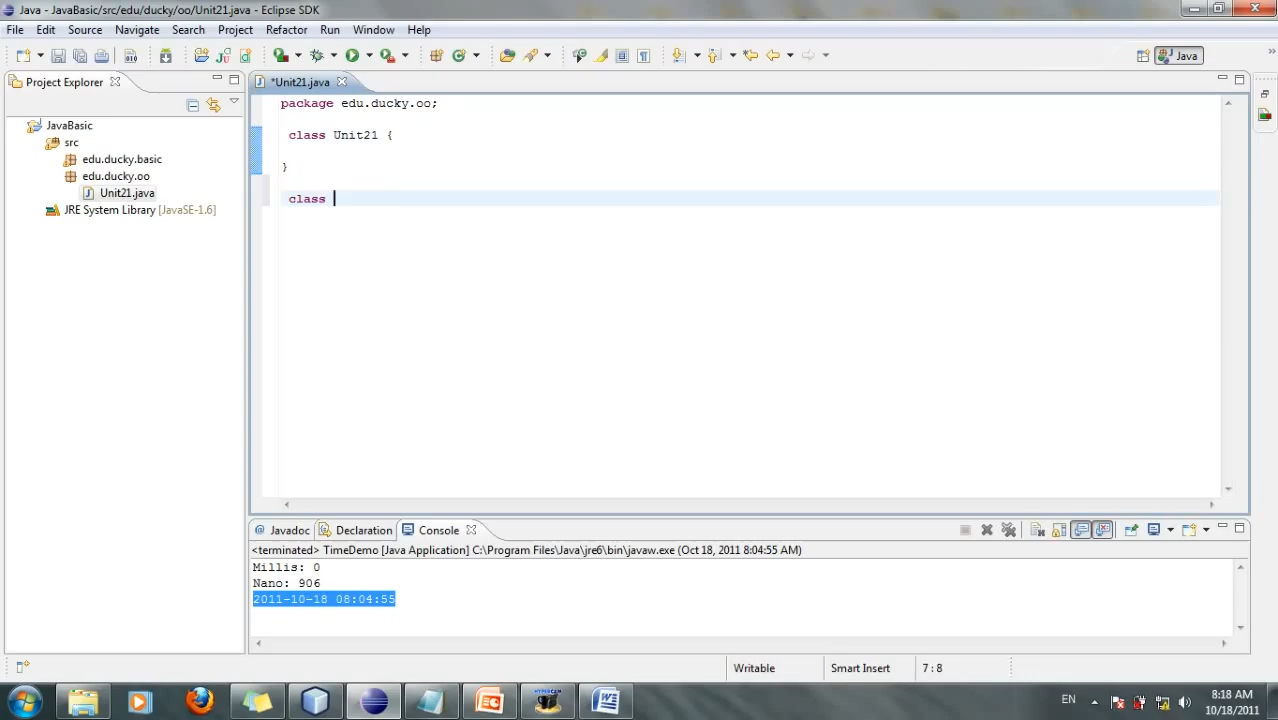 Java - JavaBasic/src/edu/ducky/oo/Unit21.java - Eclipse SDK
File Edit Source Navigate Search Project Refactor Run Window Help
Java
Project Explorer
JavaBasic
src
edu.ducky.basic
edu.ducky.oo
Unit21.java
JRE System Library [JavaSE-1.6]
*Unit21.java
package edu.ducky.oo;
class Unit21 {
}
class
@ Javadoc Declaration Console
<terminated> TimeDemo [Java Application] C:\Program Files\Java\jre6\bin\javaw.exe (Oct 18, 2011 8:04:55 AM)
Millis: 0
Nano: 906
2011-10-18 08:04:55
Writable Smart Insert 7 : 8
EN
8:18 AM
10/18/2011